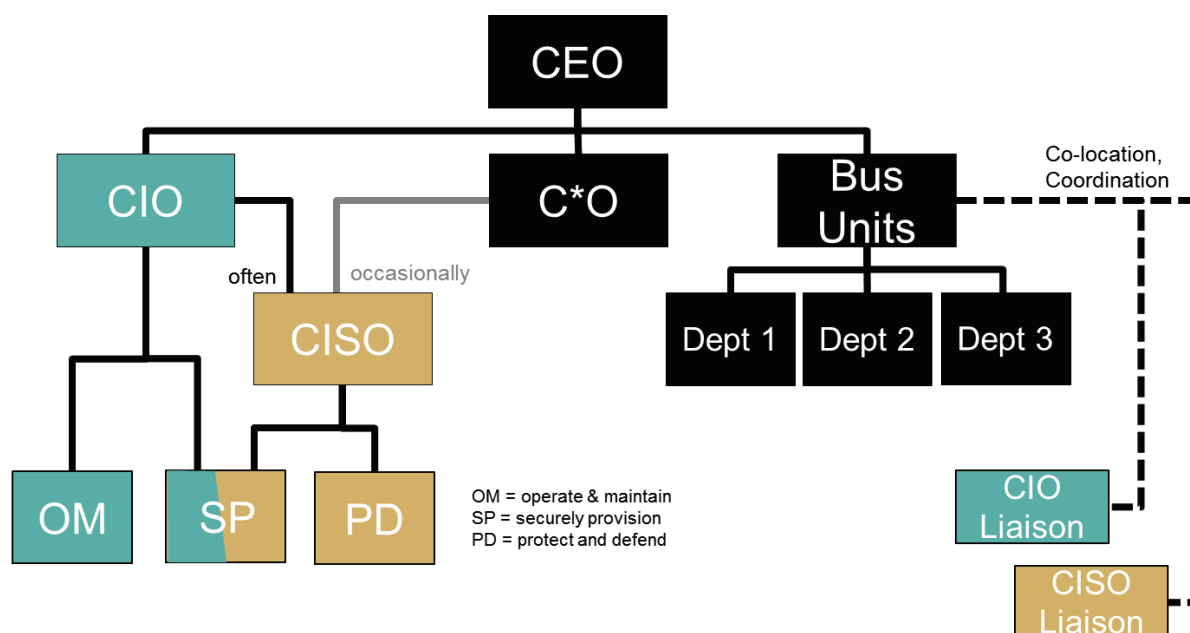 CEO
CIO
C*O
Bus
Units
Co-location,
Coordination
often
occasionally
CISO
Dept 1
Dept 2
Dept 3
OM
SP
PD
OM = operate & maintain
SP = securely provision
PD = protect and defend
CIO
Liaison
CISO
Liaison